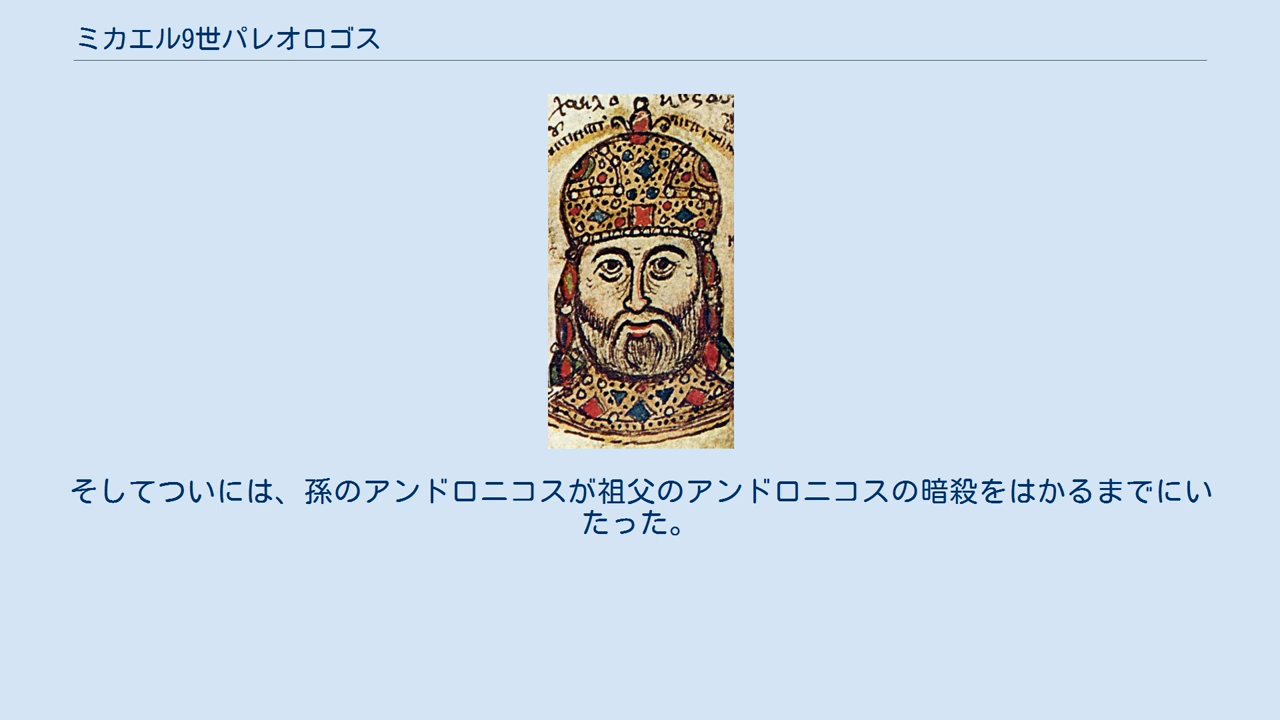 ミカエル9世パレオロゴス
そしてついには、孫のアンドロニコスが祖父のアンドロニコスの暗殺をはかるまでにい
たった。